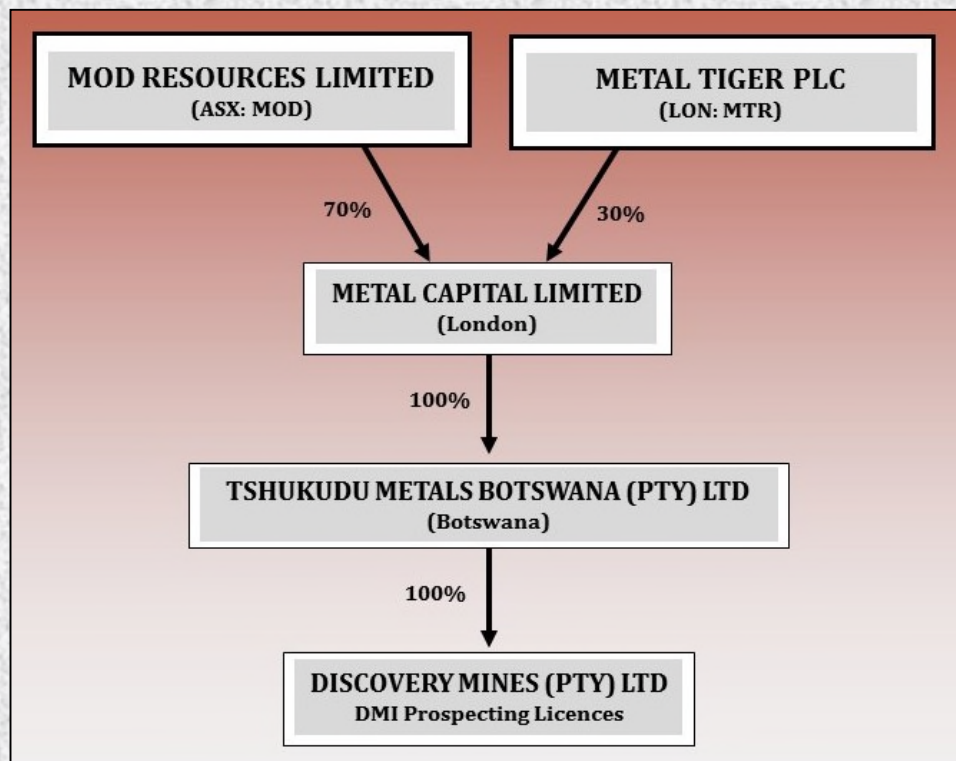 MOD RESOURCES LIMITED
(ASX: MOD)
METAL TIGER PLC
(LON: MTR)
70%
30%
METAL CAPITAL LIMITED
(London)
100%
TSHUKUDU METALS BOTSWANA (PTY) LTD
(Botswana)
100%
DISCOVERY MINES (PTY) LTD
DMI Prospecting Licences